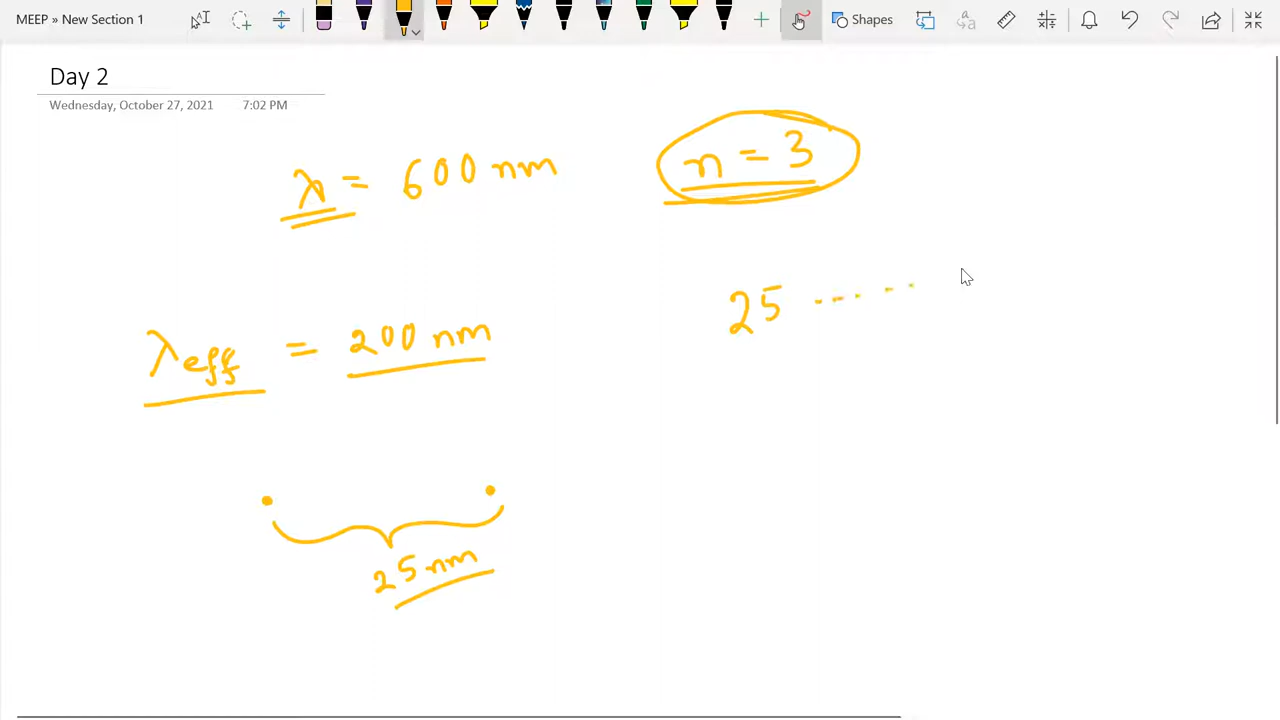 MEEP » New Section 1
Shapes
Day 2
Wednesday, October 27, 2021 7:02 PM
λ = 600 nm
n = 3
25 ... . - .
λeff = 200 nm
25 nm